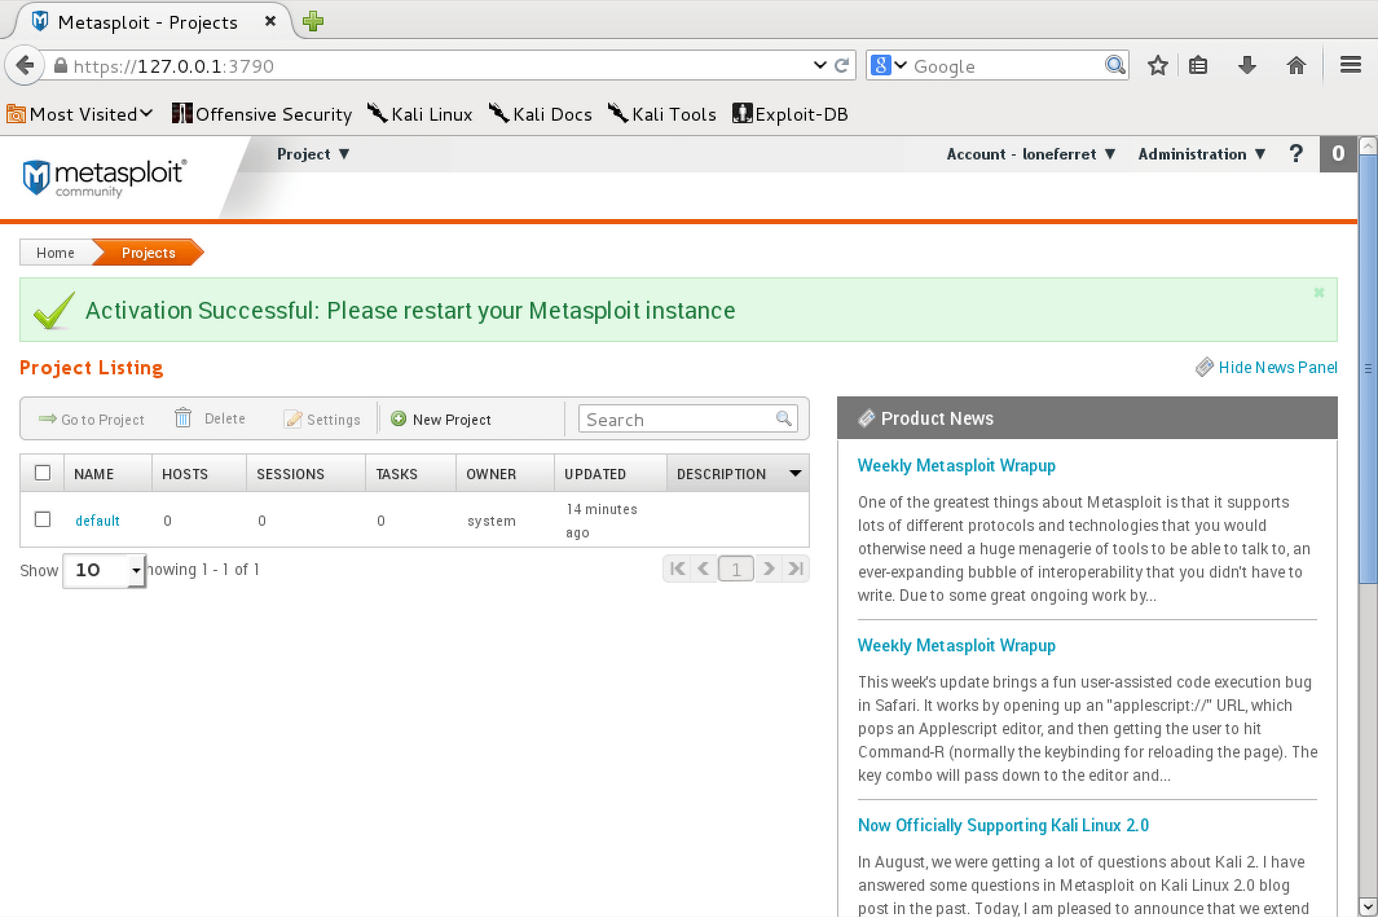 Metasploit - Projects
https://127.0.0.1:3790
Google
Most Visited
Offensive Security
Kali Linux
Kali Docs
Kali Tools
Exploit-DB
metasploit®
community
Project ▼
Account - loneferret ▼
Administration ▼
?
0
Home
Projects
Activation Successful: Please restart your Metasploit instance
Project Listing
Hide News Panel
Go to Project
Delete
Settings
New Project
Search
NAME HOSTS SESSIONS TASKS OWNER UPDATED DESCRIPTION
default 0 0 0 system 14 minutes
ago
Show 10 howing 1 - 1 of 1
1
Product News
Weekly Metasploit Wrapup
One of the greatest things about Metasploit is that it supports
lots of different protocols and technologies that you would
otherwise need a huge menagerie of tools to be able to talk to, an
ever-expanding bubble of interoperability that you didn't have to
write. Due to some great ongoing work by...
Weekly Metasploit Wrapup
This week's update brings a fun user-assisted code execution bug
in Safari. It works by opening up an "applescript://" URL, which
pops an Applescript editor, and then getting the user to hit
Command-R (normally the keybinding for reloading the page). The
key combo will pass down to the editor and...
Now Officially Supporting Kali Linux 2.0
In August, we were getting a lot of questions about Kali 2. I have
answered some questions in Metasploit on Kali Linux 2.0 blog
post in the past. Today, I am pleased to announce that we extend